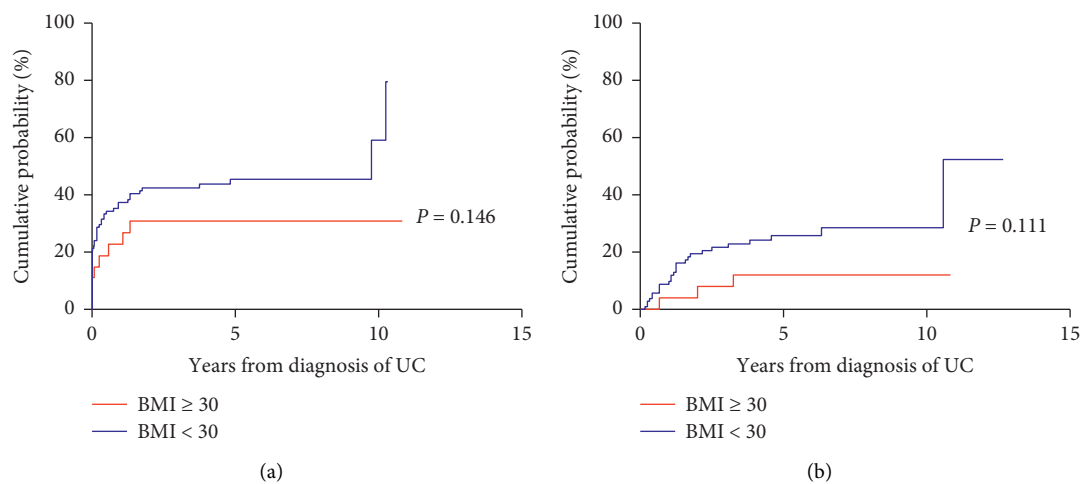 Cumulative probability (%)
100
80
60
40
20
0
P = 0.146
0
5
10
15
Years from diagnosis of UC
BMI ≥ 30
BMI < 30
(a)
Cumulative probability (%)
100
80
60
40
20
0
P = 0.111
0
5
10
15
Years from diagnosis of UC
BMI ≥ 30
BMI < 30
(b)